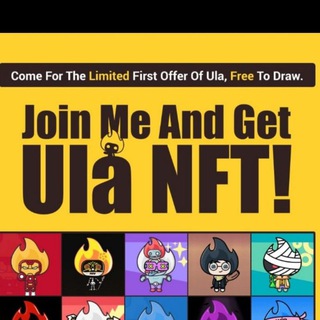 Come For The Limited First Offer Of Ula, Free To Draw.
Join Me And Get
Ula NFT!